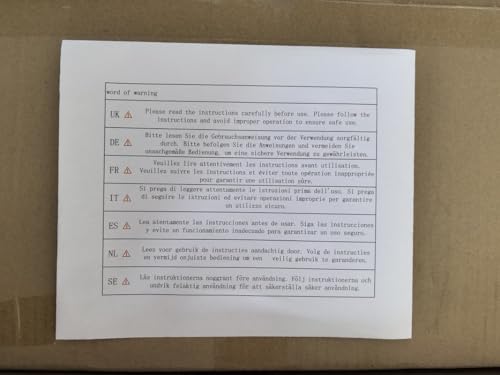 word of warning
UK ⚠ Please read the instructions carefully before use. Please follow the
instructions and avoid improper operation to ensure safe use.
DE ⚠ Bitte lesen Sie die Gebrauchsanweisung vor der Verwendung sorgfältig
durch. Bitte befolgen Sie die Anweisungen und vermeiden Sie
unsachgemäße Bedienung, um eine sichere Verwendung zu gewährleisten.
FR ⚠ Veuillez lire attentivement les instructions avant utilisation.
Veuillez suivre les instructions et éviter toute opération inappropriée
pour garantir une utilisation sûre.
IT ⚠ Si prega di leggere attentamente le istruzioni prima dell'uso. Si prega
di seguire le istruzioni ed evitare operazioni improprie per garantire
un utilizzo sicuro.
ES ⚠ Lea atentamente las instrucciones antes de usar. Siga las instrucciones
y evite un funcionamiento inadecuado para garantizar un uso seguro.
NL ⚠ Lees voor gebruik de instructies aandachtig door. Volg de instructies
en vermijd onjuiste bediening om een veilig gebruik te garanderen.
SE ⚠ Läs instruktionerna noggrant före användning. Följ instruktionerna och
undvik felaktig användning för att säkerställa säker användning.